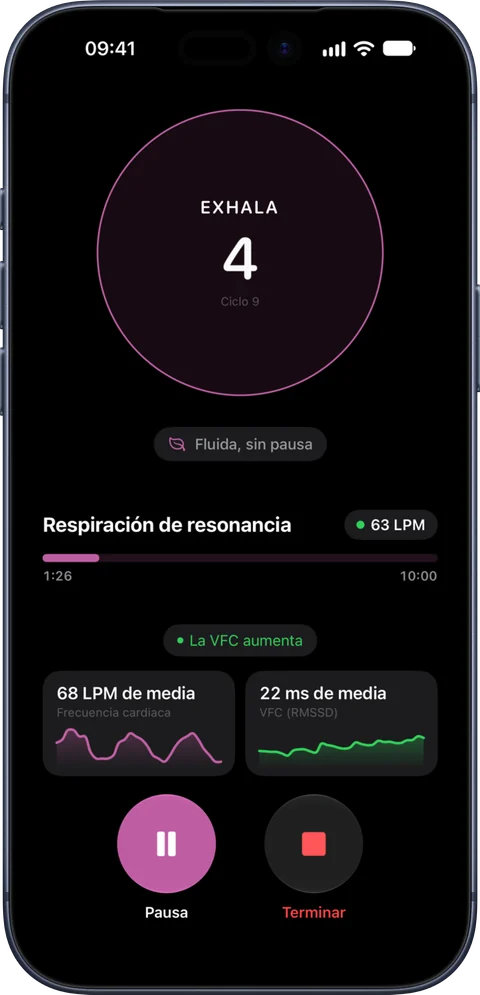 09:41
EXHALA
4
Ciclo 9
Fluida, sin pausa
Respiración de resonancia
63 LPM
1:26
10:00
La VFC aumenta
68 LPM de media
Frecuencia cardiaca
22 ms de media
VFC (RMSSD)
Pausa
Terminar